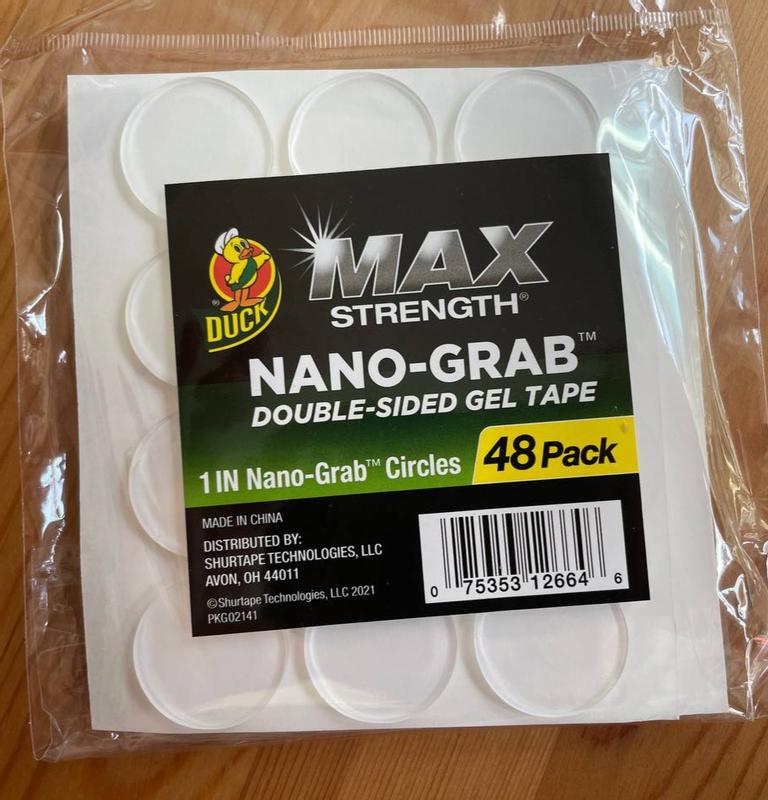 DUCK®
MAX
STRENGTH®
NANO-GRAB™
DOUBLE-SIDED GEL TAPE
1 IN Nano-Grab™ Circles
48 Pack
MADE IN CHINA
DISTRIBUTED BY:
SHURTAPE TECHNOLOGIES, LLC
AVON, OH 44011
©Shurtape Technologies, LLC 2021
PKG02141
0 75353 12664 6